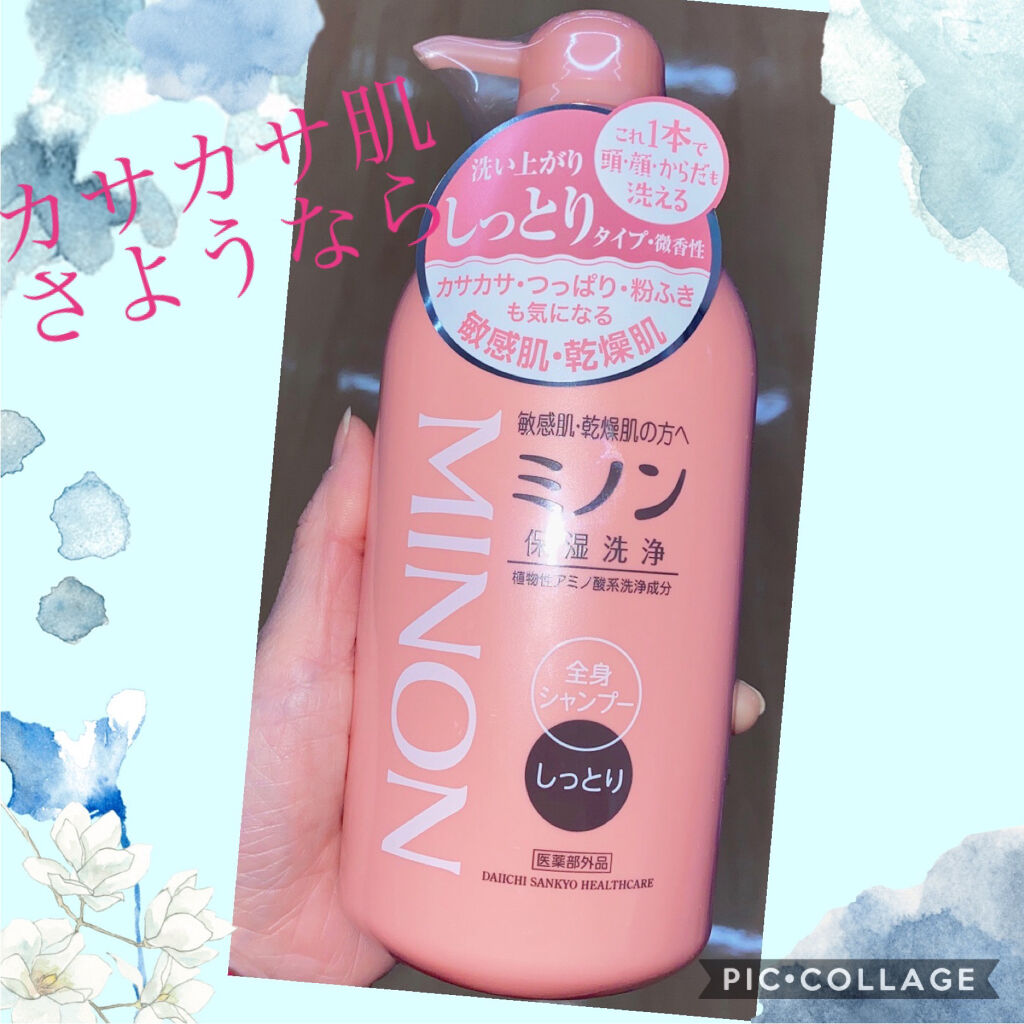 カサカサ肌
さようなら
これ1本で
頭・顔・からだも
洗える
洗い上がり
しっとりタイプ・微香性
カサカサ・つっぱり・粉ふき
も気になる
敏感肌・乾燥肌
敏感肌・乾燥肌の方へ
ミノン
保湿洗浄
植物性アミノ酸系洗浄成分
MINON
全身
シャンプー
しっとり
医薬部外品
DAIICHI SANKYO HEALTHCARE
PIC•COLLAGE